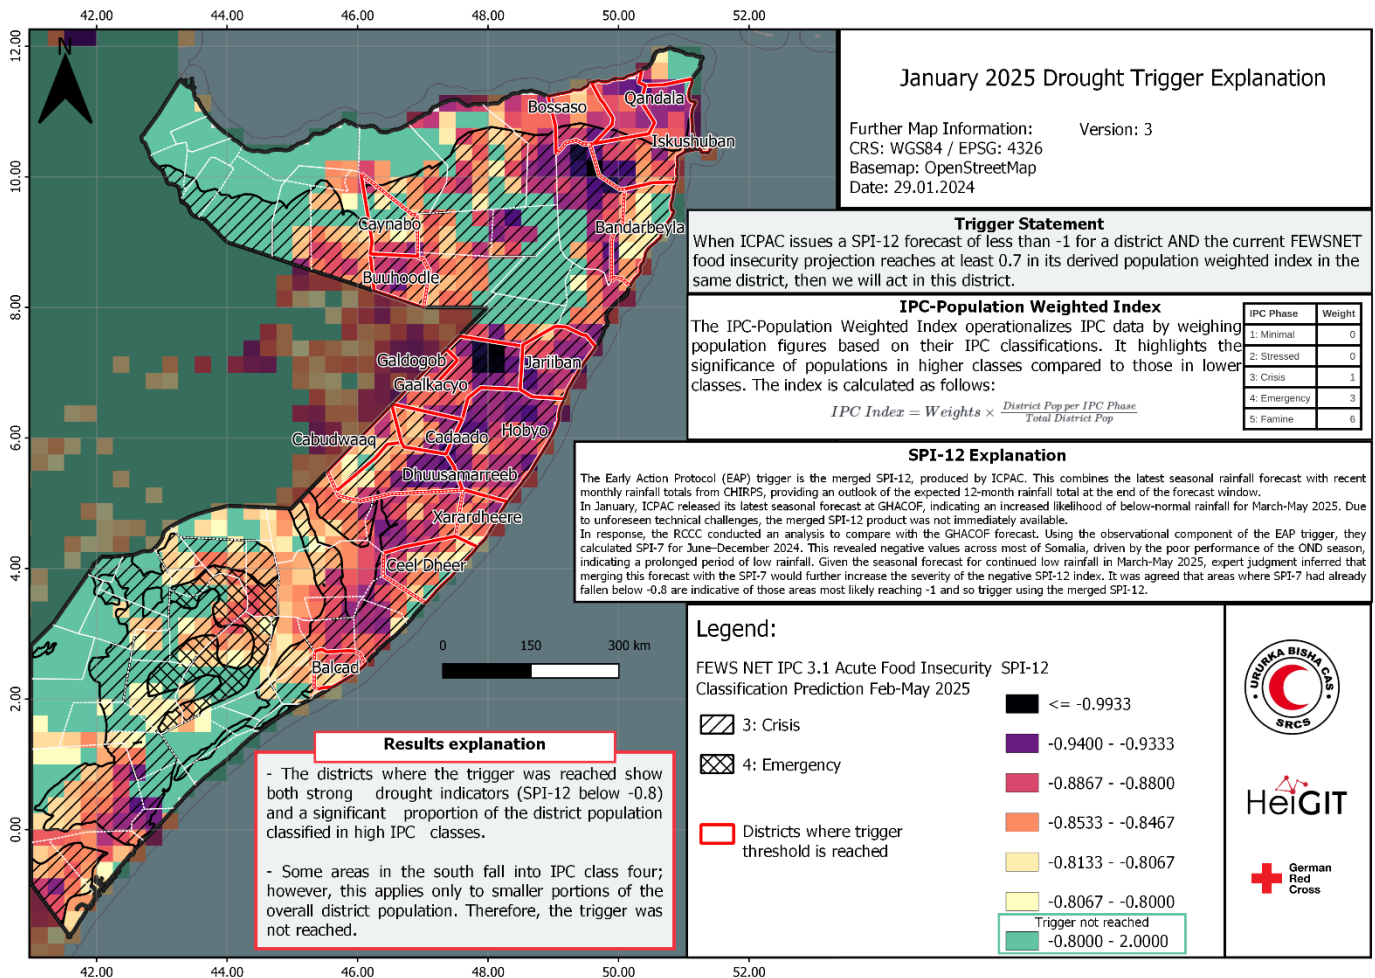 42.00 44.00 46.00 48.00 50.00 52.00
12.00
10.00
8.00
6.00
4.00
2.00
0.00
N
Bossaso
Qandala
Iskushuban
Caynabo
Bandarbeyla
Buuhoodle
Galdogob
Jariiban
Gaalkacyo
Cabudwaaq
Cadaado
Hobyo
Dhuusamarreeb
Xarardheere
Ceel Dheer
Balcad
0 150 300 km
January 2025 Drought Trigger Explanation
Further Map Information: Version: 3
CRS: WGS84 / EPSG: 4326
Basemap: OpenStreetMap
Date: 29.01.2024
Trigger Statement
When ICPAC issues a SPI-12 forecast of less than -1 for a district AND the current FEWSNET
food insecurity projection reaches at least 0.7 in its derived population weighted index in the
same district, then we will act in this district.
IPC-Population Weighted Index
The IPC-Population Weighted Index operationalizes IPC data by weighing
population figures based on their IPC classifications. It highlights the
significance of populations in higher classes compared to those in lower
classes. The index is calculated as follows:
IPC Index = Weights × District Pop per IPC Phase / Total District Pop
IPC Phase Weight
1: Minimal 0
2: Stressed 0
3: Crisis 1
4: Emergency 3
5: Famine 6
SPI-12 Explanation
The Early Action Protocol (EAP) trigger is the merged SPI-12, produced by ICPAC. This combines the latest seasonal rainfall forecast with recent
monthly rainfall totals from CHIRPS, providing an outlook of the expected 12-month rainfall total at the end of the forecast window.
In January, ICPAC released its latest seasonal forecast at GHACOF, indicating an increased likelihood of below-normal rainfall for March-May 2025. Due
to unforeseen technical challenges, the merged SPI-12 product was not immediately available.
In response, the RCCC conducted an analysis to compare with the GHACOF forecast. Using the observational component of the EAP trigger, they
calculated SPI-7 for June–December 2024. This revealed negative values across most of Somalia, driven by the poor performance of the OND season,
indicating a prolonged period of low rainfall. Given the seasonal forecast for continued low rainfall in March-May 2025, expert judgment inferred that
merging this forecast with the SPI-7 would further increase the severity of the negative SPI-12 index. It was agreed that areas where SPI-7 had already
fallen below -0.8 are indicative of those areas most likely reaching -1 and so trigger using the merged SPI-12.
Results explanation
- The districts where the trigger was reached show
both strong drought indicators (SPI-12 below -0.8)
and a significant proportion of the district population
classified in high IPC classes.
- Some areas in the south fall into IPC class four;
however, this applies only to smaller portions of the
overall district population. Therefore, the trigger was
not reached.
Legend:
FEWS NET IPC 3.1 Acute Food Insecurity
Classification Prediction Feb-May 2025
3: Crisis
4: Emergency
Districts where trigger
threshold is reached
SPI-12
<= -0.9933
-0.9400 - -0.9333
-0.8867 - -0.8800
-0.8533 - -0.8467
-0.8133 - -0.8067
-0.8067 - -0.8000
Trigger not reached
-0.8000 - 2.0000
URURKA BISHA CAS
SRCS
HeiGIT
German
Red
Cross
42.00 44.00 46.00 48.00 50.00 52.00